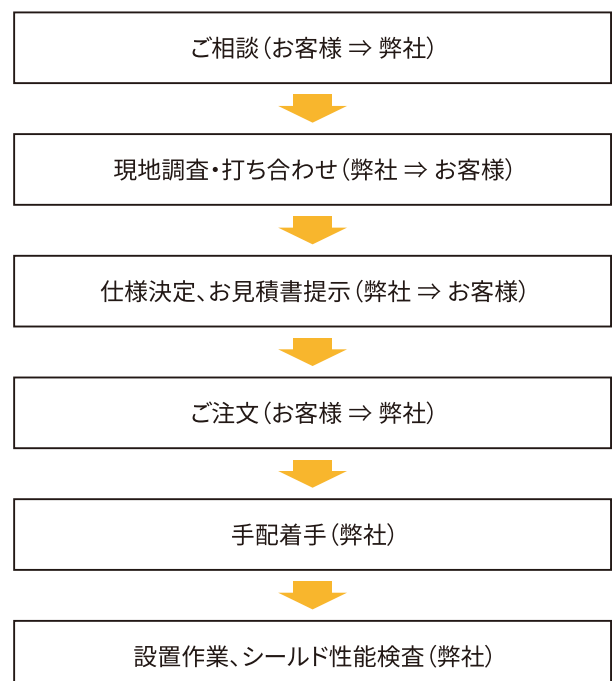 ご相談（お客様 ⇒ 弊社）
現地調査・打ち合わせ（弊社 ⇒ お客様）
仕様決定、お見積書提示（弊社 ⇒ お客様）
ご注文（お客様 ⇒ 弊社）
手配着手（弊社）
設置作業、シールド性能検査（弊社）